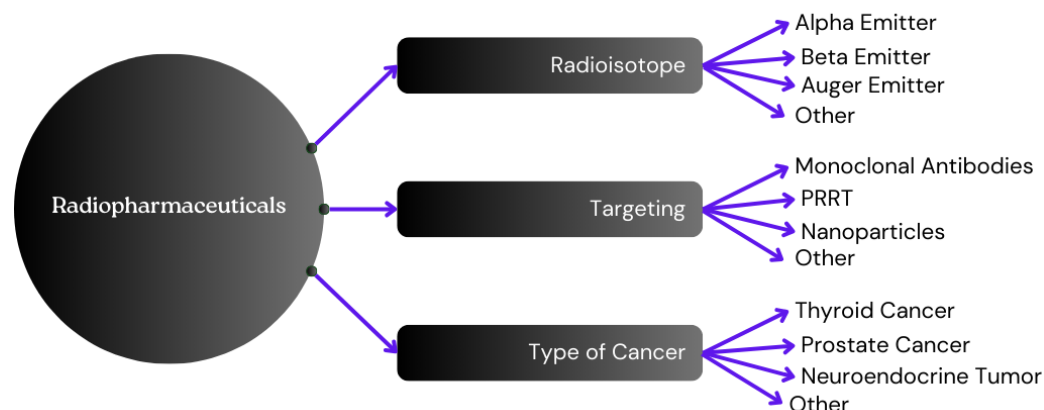 Radiopharmaceuticals
Radioisotope
Alpha Emitter
Beta Emitter
Auger Emitter
Other
Targeting
Monoclonal Antibodies
PRRT
Nanoparticles
Other
Type of Cancer
Thyroid Cancer
Prostate Cancer
Neuroendocrine Tumor
Other